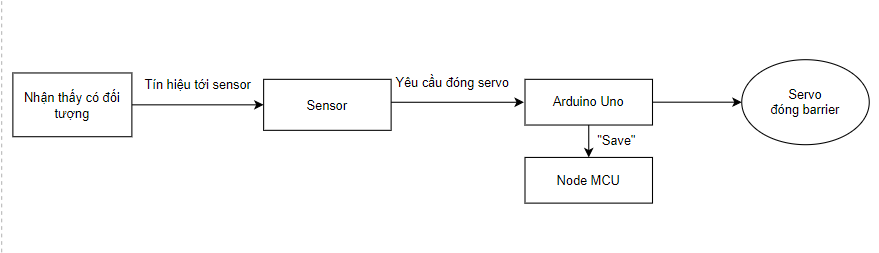 Nhận thấy có đối
tượng
Tín hiệu tới sensor
Sensor
Yêu cầu đóng servo
Arduino Uno
"Save"
Node MCU
Servo
đóng barrier